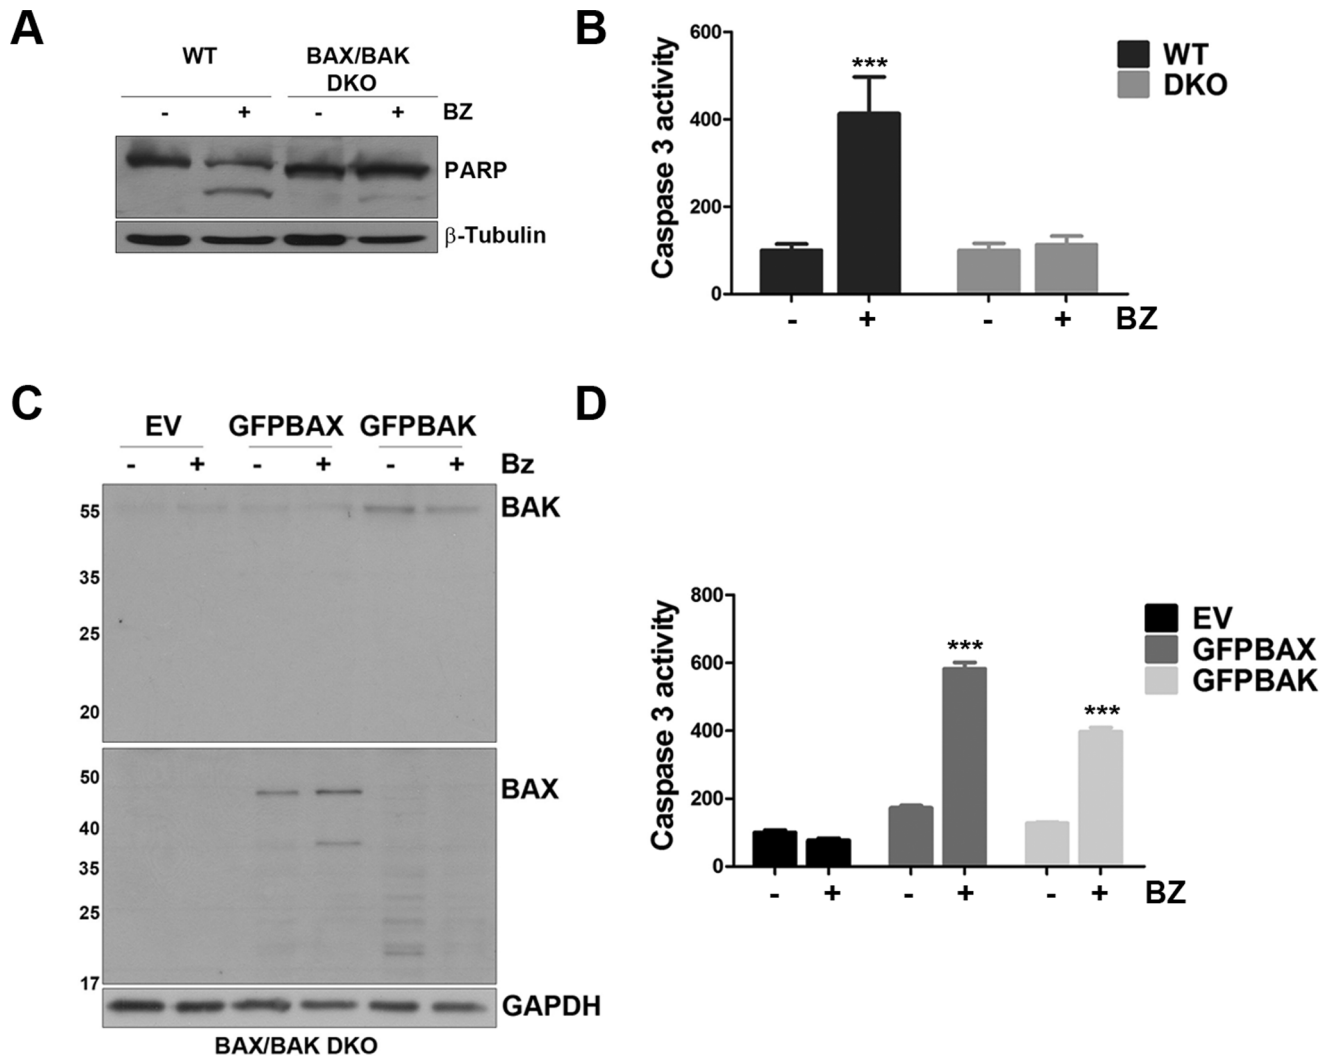 A
WT
BAX/BAK
DKO
- + - + BZ
PARP
β-Tubulin
B
600
400
200
0
Caspase 3 activity
***
WT
DKO
- + - + BZ
C
EV GFPBAX GFPBAK
- + - + - + Bz
55
35
25
20
BAK
50
40
35
25
17
BAX
GAPDH
BAX/BAK DKO
D
800
600
400
200
0
Caspase 3 activity
***
***
EV
GFPBAX
GFPBAK
- + - + - + BZ